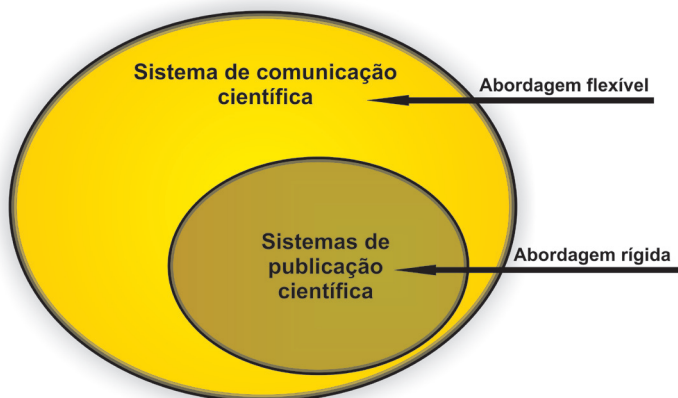 Sistema de comunicação
científica
Abordagem flexível
Sistemas de
publicação
científica
Abordagem rígida